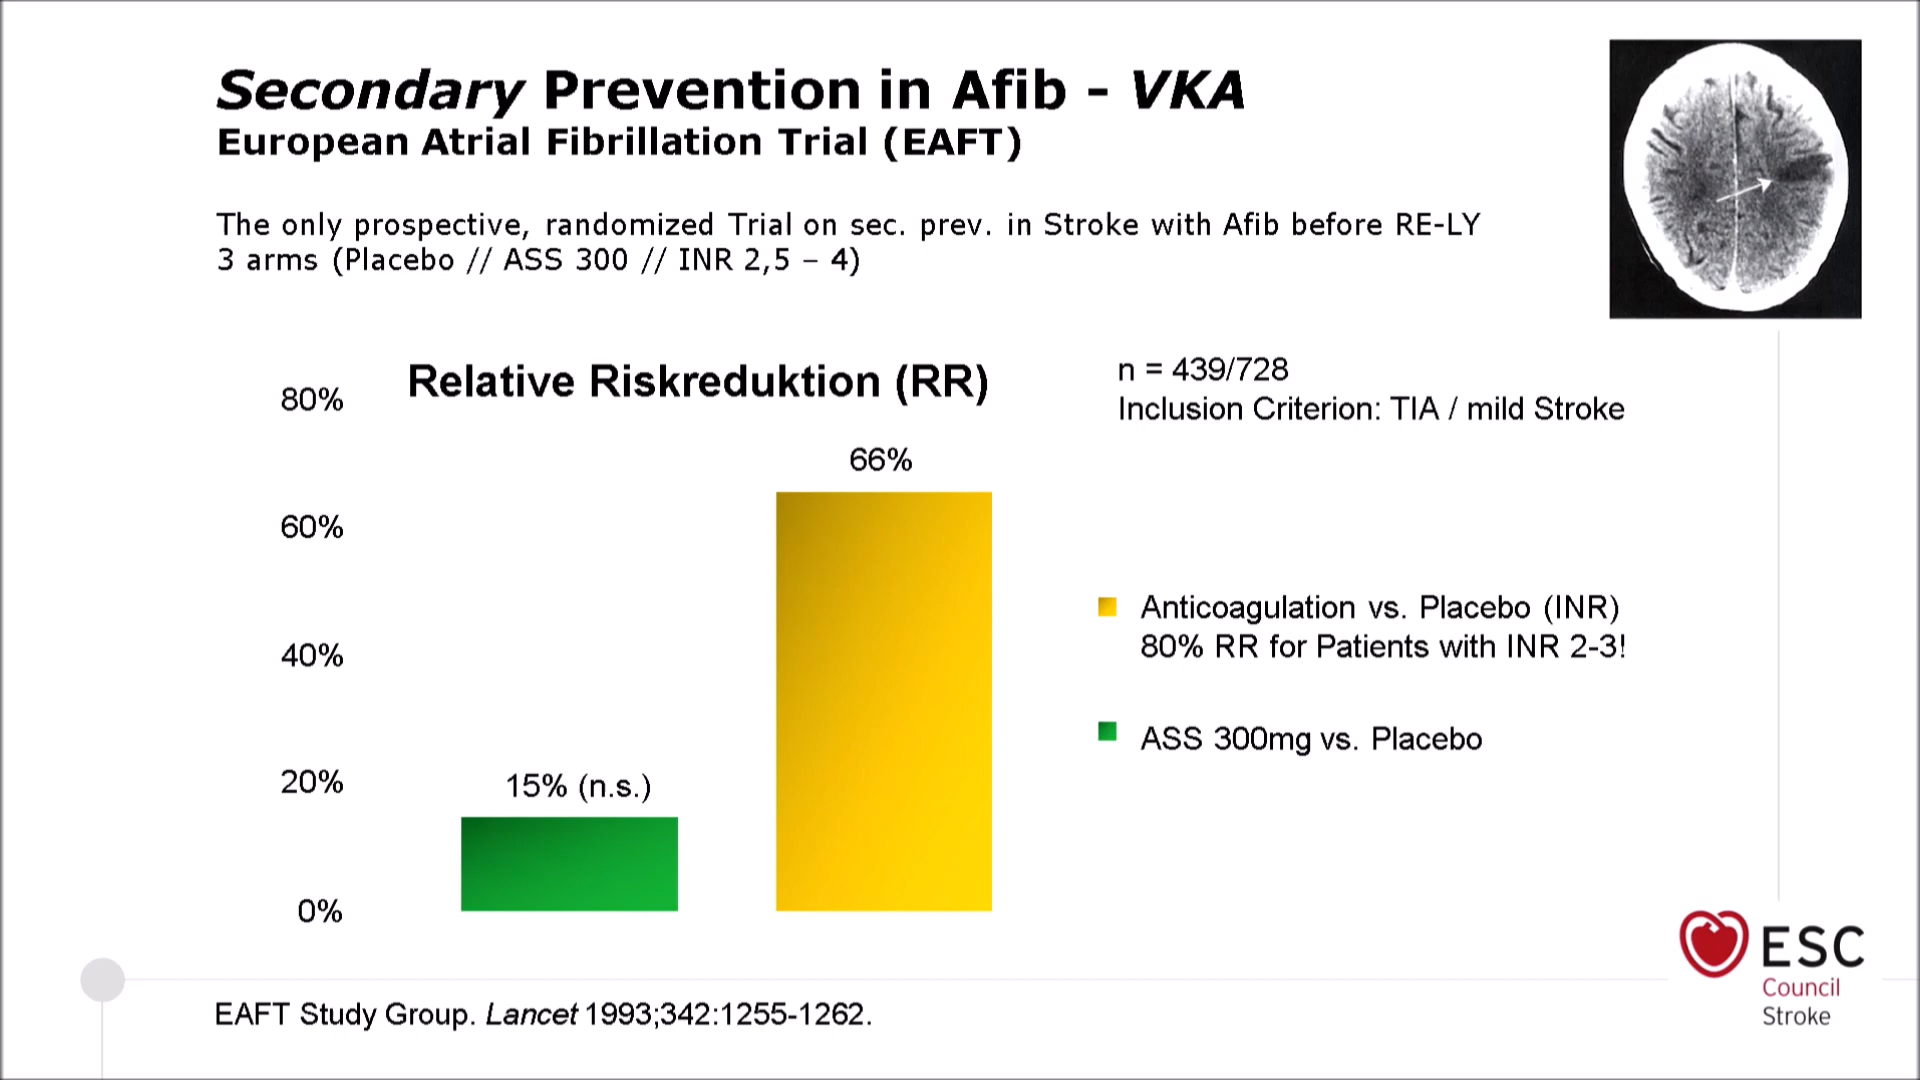 Secondary Prevention in Afib - VKA
European Atrial Fibrillation Trial (EAFT)
The only prospective, randomized Trial on sec. prev. in Stroke with Afib before RE-LY
3 arms (Placebo // ASS 300 // INR 2,5 – 4)
Relative Riskreduktion (RR)
80%
60%
40%
20%
0%
15% (n.s.)
66%
n = 439/728
Inclusion Criterion: TIA / mild Stroke
Anticoagulation vs. Placebo (INR)
80% RR for Patients with INR 2-3!
ASS 300mg vs. Placebo
EAFT Study Group. Lancet 1993;342:1255-1262.
ESC
Council
Stroke